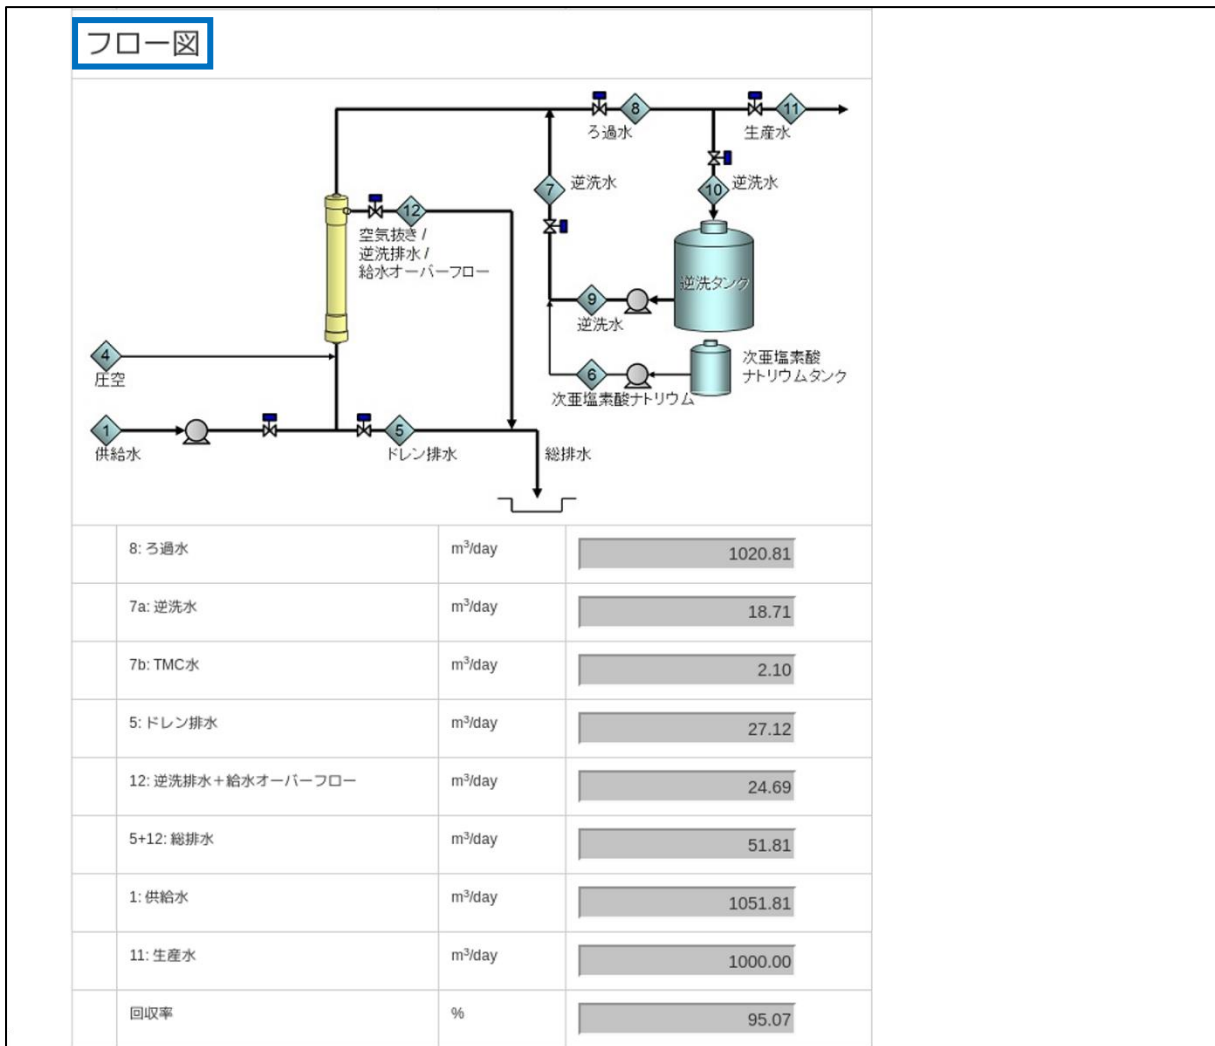 フロー図
8
ろ過水
11
生産水
7
逆洗水
10
逆洗水
12
空気抜き /
逆洗排水 /
給水オーバーフロー
逆洗タンク
9
逆洗水
4
圧空
次亜塩素酸
ナトリウムタンク
6
次亜塩素酸ナトリウム
1
供給水
5
ドレン排水
総排水
8: ろ過水 m³/day 1020.81
7a: 逆洗水 m³/day 18.71
7b: TMC水 m³/day 2.10
5: ドレン排水 m³/day 27.12
12: 逆洗排水＋給水オーバーフロー m³/day 24.69
5+12: 総排水 m³/day 51.81
1: 供給水 m³/day 1051.81
11: 生産水 m³/day 1000.00
回収率 % 95.07